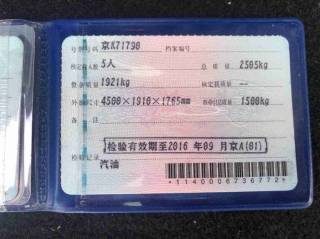 号牌号码 京K71790 档案编号
核定载人数 5人 总质量 2505kg
整备质量 1921kg 核定载质量 --
外廓尺寸 4500×1910×1765mm 准牵引总质量 1500kg
备注 --
检验有效期至2016 年09 月京A(01)
检验记录
汽油
*1140006736772*